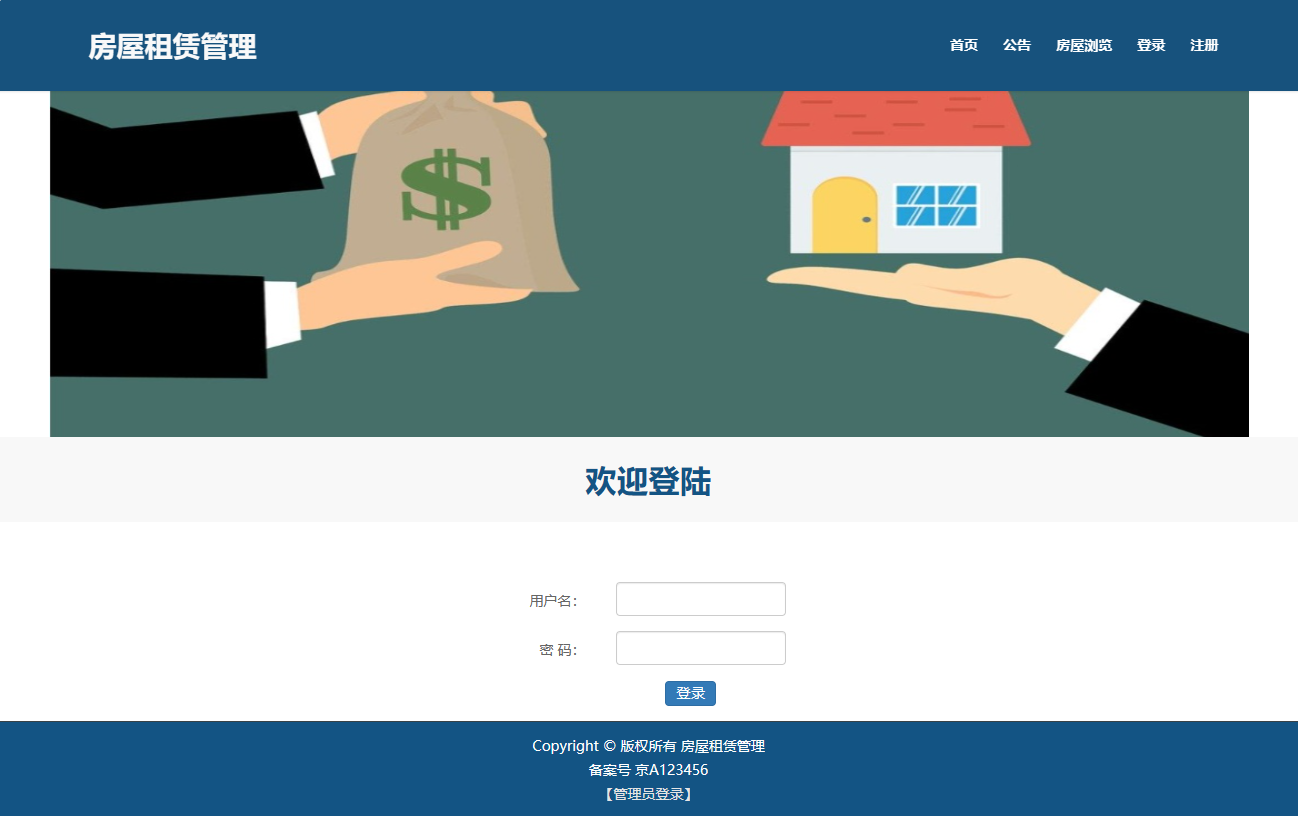 房屋租赁管理
首页 公告 房屋浏览 登录 注册
$
欢迎登陆
用户名：
密 码：
登录
Copyright © 版权所有 房屋租赁管理
备案号 京A123456
【管理员登录】